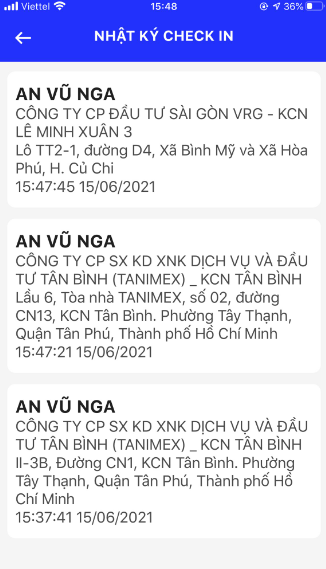 Viettel 15:48 36%
NHẬT KÝ CHECK IN
AN VŨ NGA
CÔNG TY CP ĐẦU TƯ SÀI GÒN VRG - KCN
LÊ MINH XUÂN 3
Lô TT2-1, đường D4, Xã Bình Mỹ và Xã Hòa
Phú, H. Củ Chi
15:47:45 15/06/2021
AN VŨ NGA
CÔNG TY CP SX KD XNK DỊCH VỤ VÀ ĐẦU
TƯ TÂN BÌNH (TANIMEX) _ KCN TÂN BÌNH
Lầu 6, Tòa nhà TANIMEX, số 02, đường
CN13, KCN Tân Bình. Phường Tây Thạnh,
Quận Tân Phú, Thành phố Hồ Chí Minh
15:47:21 15/06/2021
AN VŨ NGA
CÔNG TY CP SX KD XNK DỊCH VỤ VÀ ĐẦU
TƯ TÂN BÌNH (TANIMEX) _ KCN TÂN BÌNH
II-3B, Đường CN1, KCN Tân Bình. Phường
Tây Thạnh, Quận Tân Phú, Thành phố Hồ
Chí Minh
15:37:41 15/06/2021